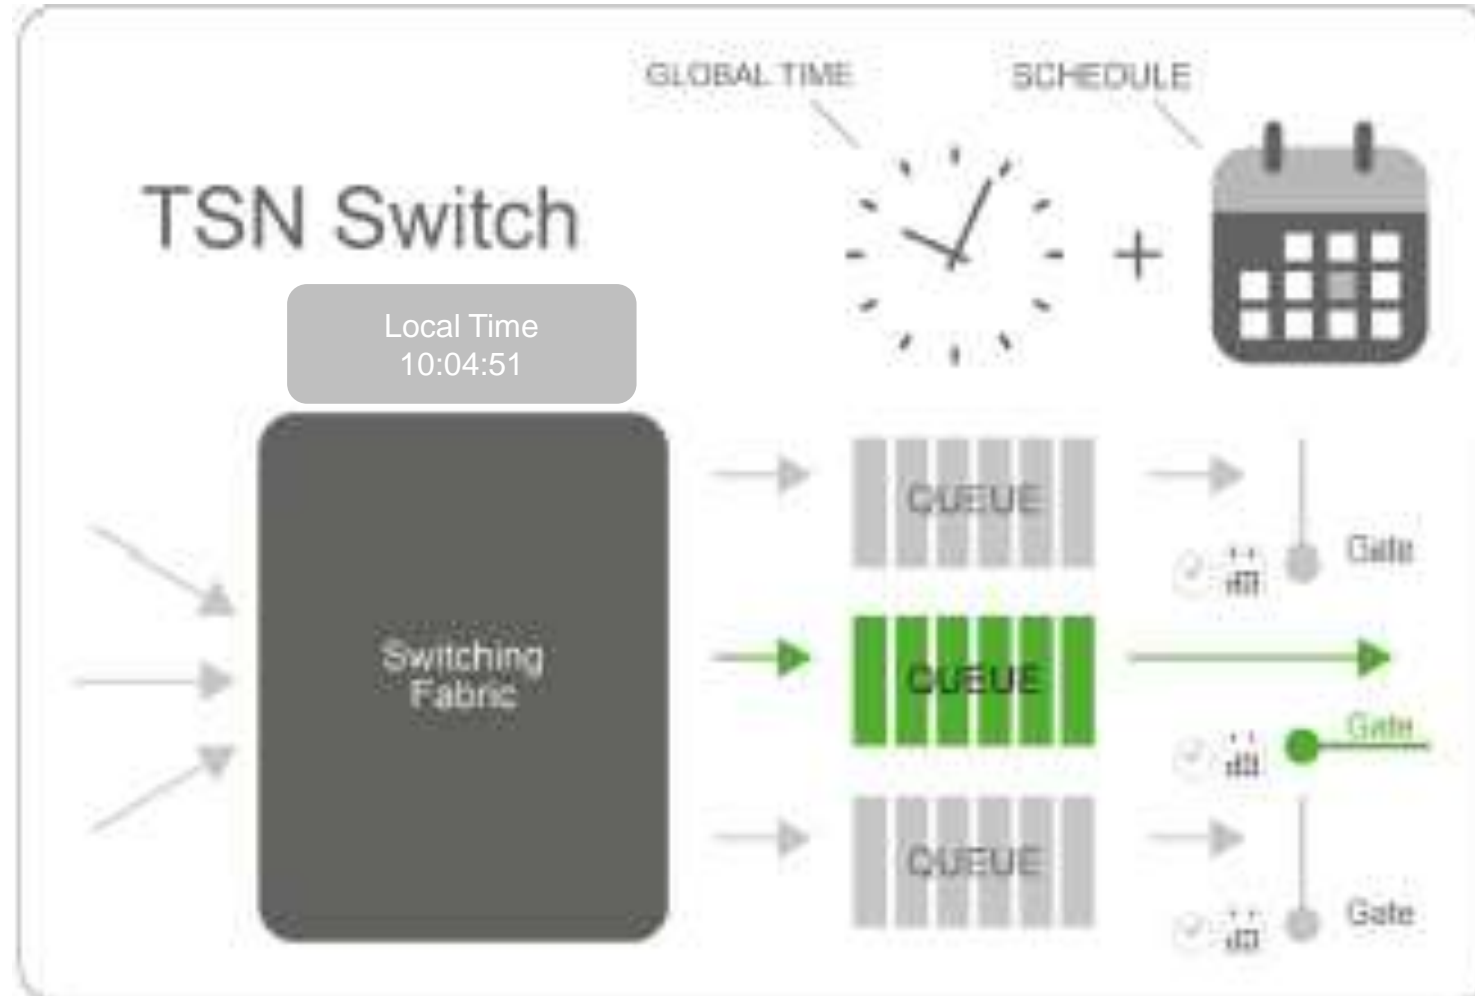 GLOBAL TIME
SCHEDULE
TSN Switch
Local Time
10:04:51
QUEUE
Gate
Switching
Fabric
QUEUE
Gate
QUEUE
Gate